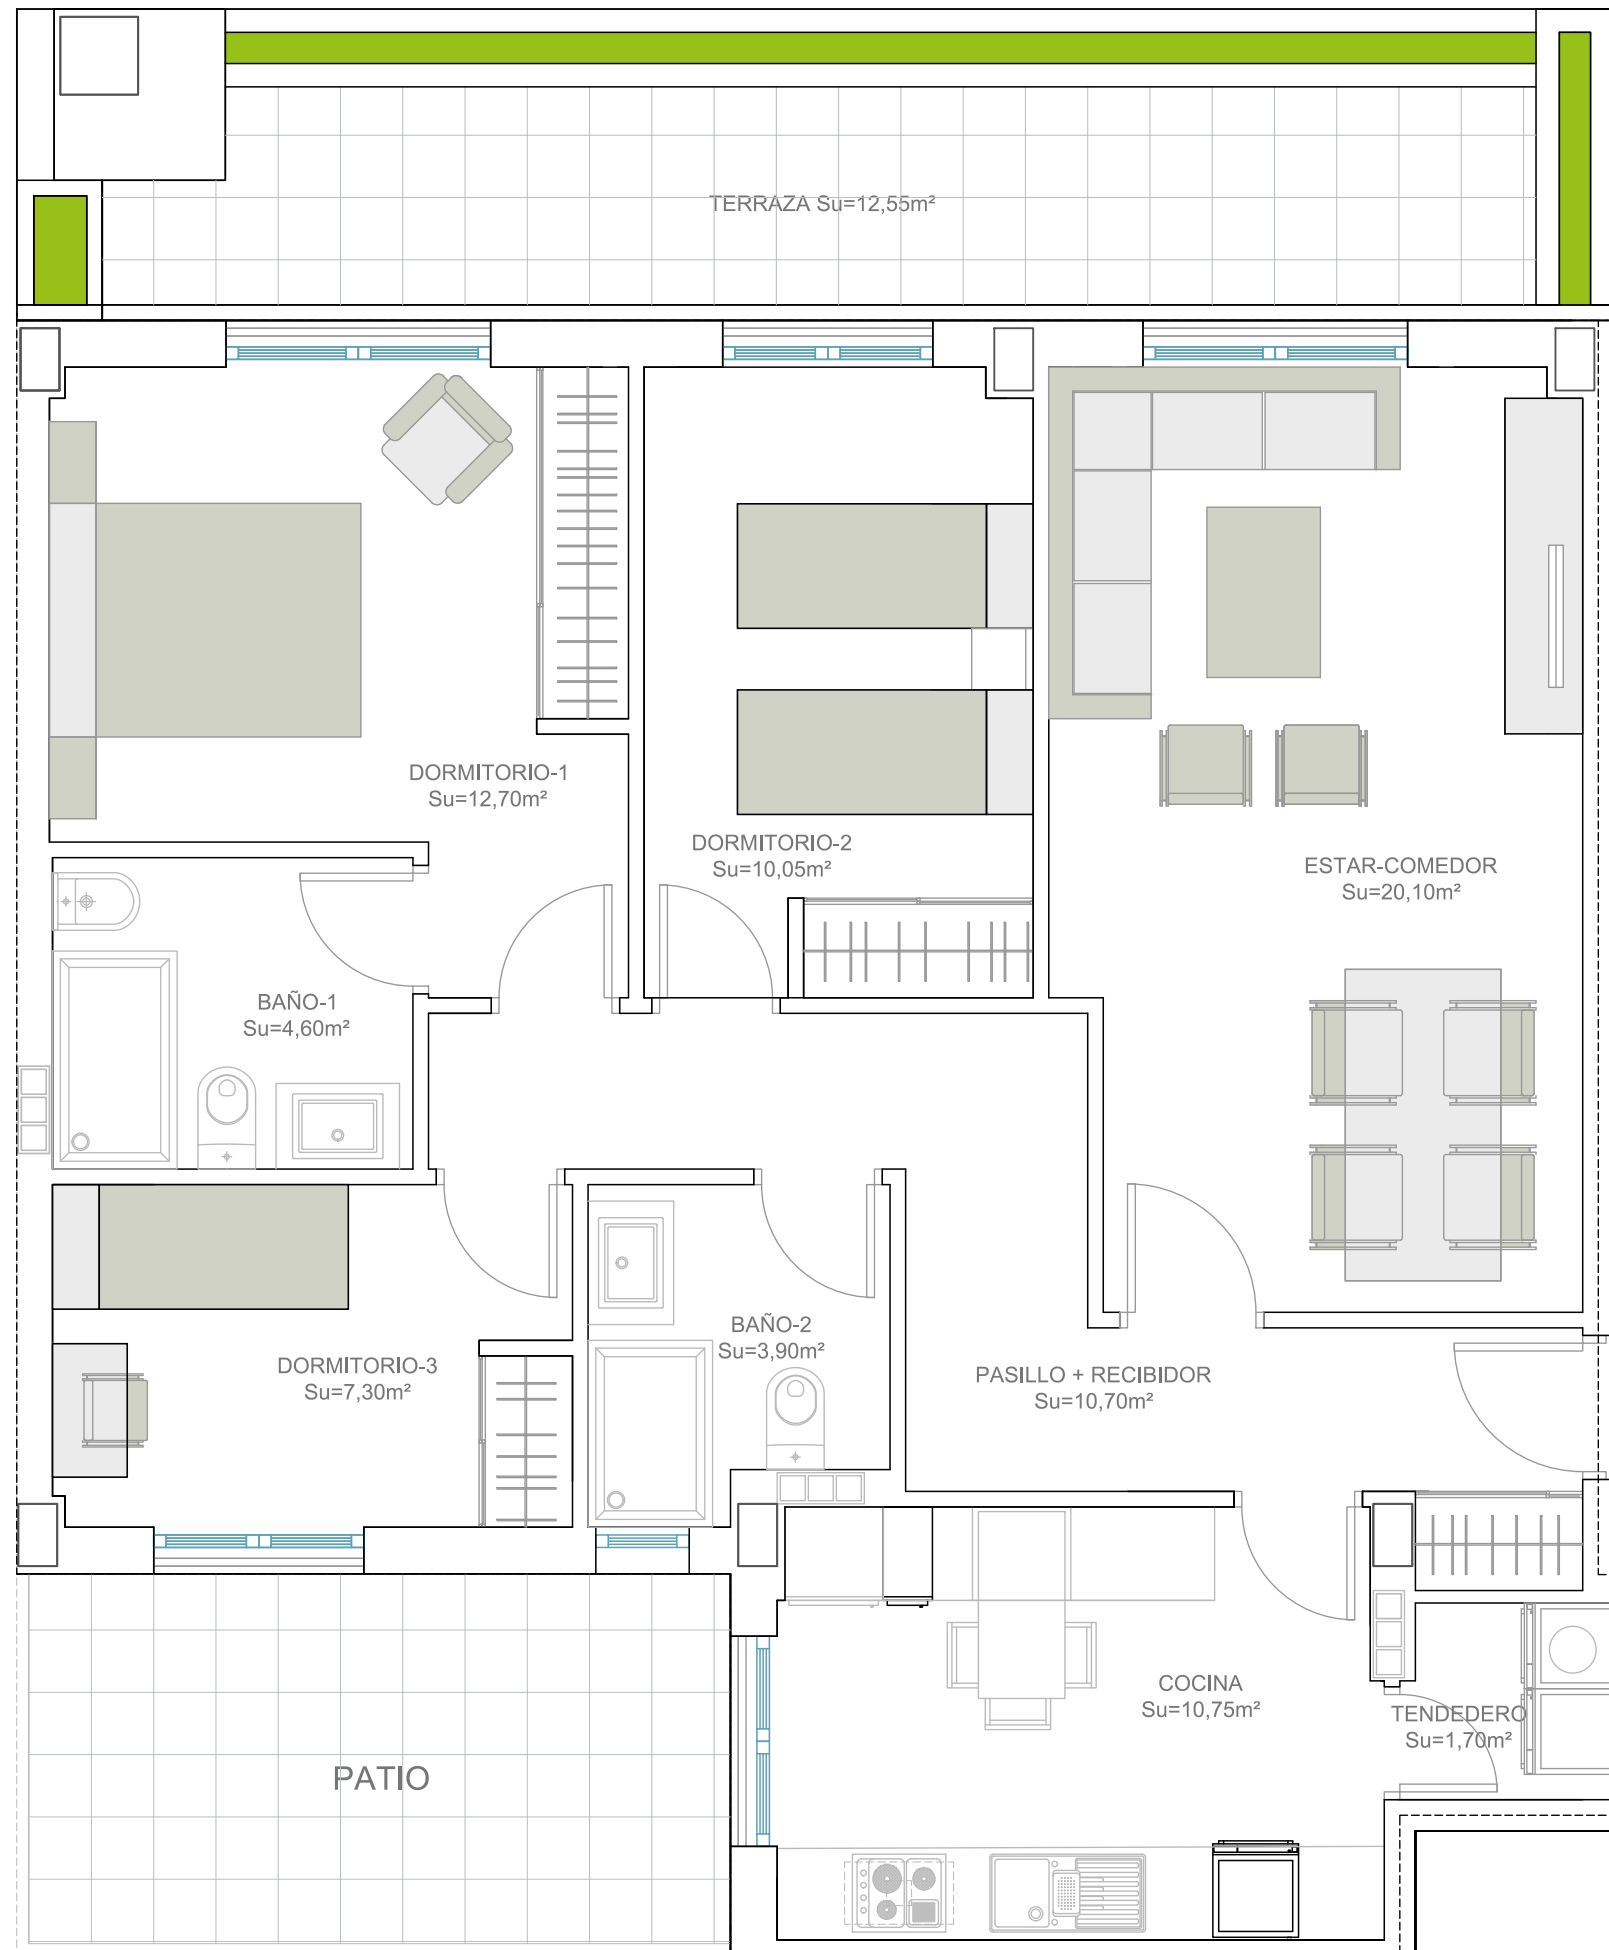 TERRAZA Su=12,55m²
DORMITORIO-1
Su=12,70m²
DORMITORIO-2
Su=10,05m²
ESTAR-COMEDOR
Su=20,10m²
BAÑO-1
Su=4,60m²
BAÑO-2
Su=3,90m²
DORMITORIO-3
Su=7,30m²
PASILLO + RECIBIDOR
Su=10,70m²
COCINA
Su=10,75m²
TENDEDERO
Su=1,70m²
PATIO